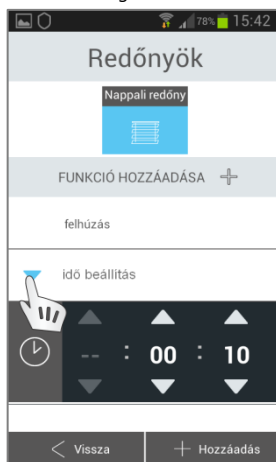 78% 15:42
Redőnyök
Nappali redőny
FUNKCIÓ HOZZÁADÁSA
felhúzás
idő beállítás
-- : 00 : 10
< Vissza
+ Hozzáadás